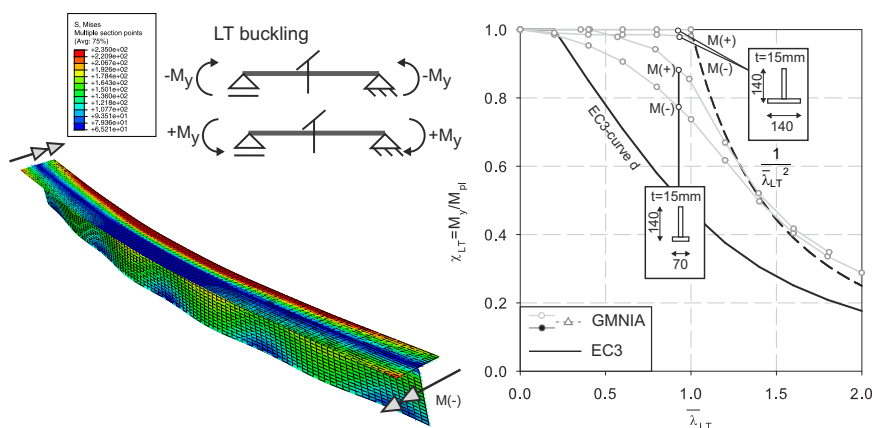 S, Mises
Multiple section points
(Avg: 75%)
+2.350e+02
+2.209e+02
+2.067e+02
+1.926e+02
+1.784e+02
+1.643e+02
+1.501e+02
+1.360e+02
+1.218e+02
+1.077e+02
+9.351e+01
+7.936e+01
+6.521e+01
LT buckling
-My
-My
+My
+My
M(-)
χLT=My/Mpl
1.0
0.8
0.6
0.4
0.2
0.0
0.0
0.4
0.8
1.2
1.6
2.0
λLT
EC3-curve d
M(+)
M(-)
M(+)
M(-)
t=15mm
140
140
1
λLT²
t=15mm
140
70
GMNIA
EC3